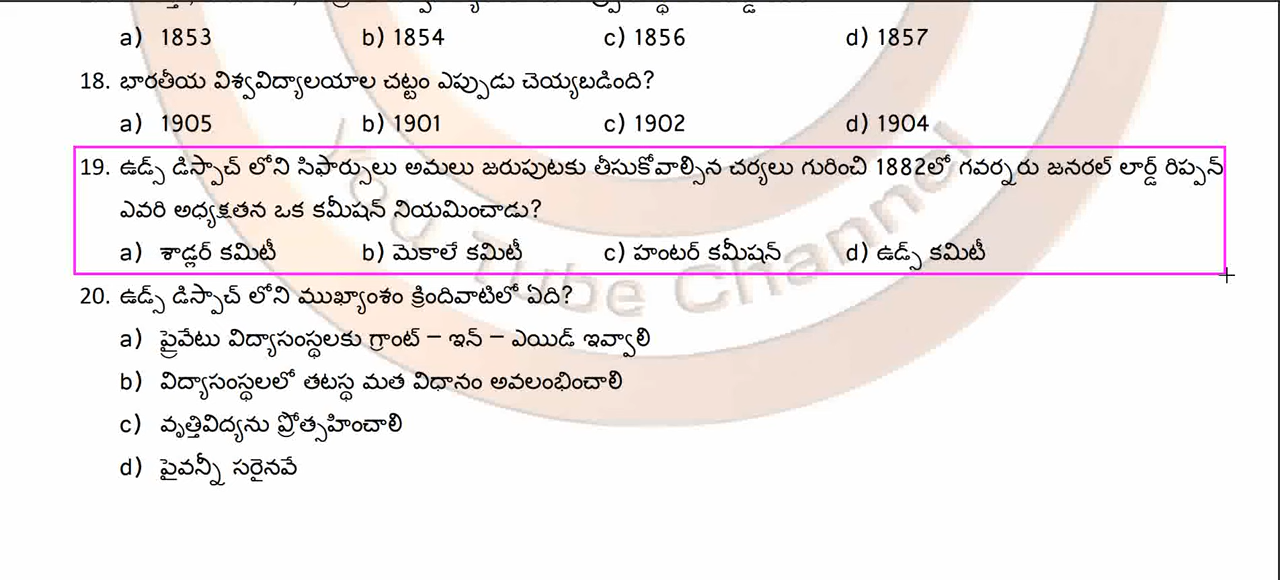 a) 1853 b) 1854 c) 1856 d) 1857
18. భారతీయ విశ్వవిద్యాలయాల చట్టం ఎప్పుడు చెయ్యబడింది?
a) 1905 b) 1901 c) 1902 d) 1904
19. ఉడ్స్ డిస్పాచ్ లోని సిఫార్సులు అమలు జరుపుటకు తీసుకోవాల్సిన చర్యలు గురించి 1882లో గవర్నరు జనరల్ లార్డ్ రిప్పన్
ఎవరి అధ్యక్షతన ఒక కమీషన్ నియమించాడు?
a) శాడ్లర్ కమిటీ b) మెకాలే కమిటీ c) హంటర్ కమీషన్ d) ఉడ్స్ కమిటీ
20. ఉడ్స్ డిస్పాచ్ లోని ముఖ్యాంశం క్రిందివాటిలో ఏది?
a) ప్రైవేటు విద్యాసంస్థలకు గ్రాంట్ – ఇన్ – ఎయిడ్ ఇవ్వాలి
b) విద్యాసంస్థలలో తటస్థ మత విధానం అవలంభించాలి
c) వృత్తివిద్యను ప్రోత్సహించాలి
d) పైవన్నీ సరైనవే
You Tube Channel